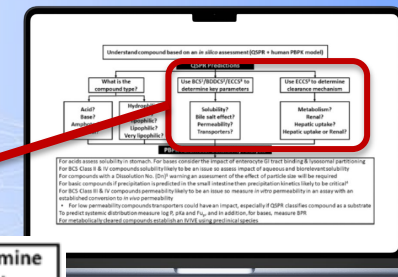 Understand compound based on an in silico assessment (QSPR + human PBPK model)
QSPR Predictions
What is the
compound type?
Use BCS¹/BDDCS²/ECCS³ to
determine key parameters
Use ECCS³ to determine
clearance mechanism
Acid?
Base?
Hydrophilic?
Lipophilic?
Very lipophilic?
Solubility?
Bile salt effect?
Permeability?
Transporters?
Metabolism?
Renal?
Hepatic uptake?
Hepatic uptake or Renal?
For acids assess solubility in stomach. For bases consider the impact of enterocyte GI tract binding & lysosomal partitioning
For BCS Class II & IV compounds solubility likely to be an issue so assess impact of aqueous and biorelevant solubility
For compounds with a Dissolution No. (Dn)⁵ warning an assessment of the effect of particle size will be required
For basic compounds if precipitation is predicted in the small intestine then precipitation kinetics likely to be critical⁴
For BCS Class III & IV compounds permeability likely to be an issue so measure in vitro permeability in an assay with an
established conversion to in vivo permeability
• For low permeability compounds transporters could have an impact, especially if QSPR classifies compound as a substrate
To predict systemic distribution measure log P, pKa and Fuₚ, and in addition, for bases, measure BPR
For metabolically cleared compounds establish an IVIVE using preclinical species
mine